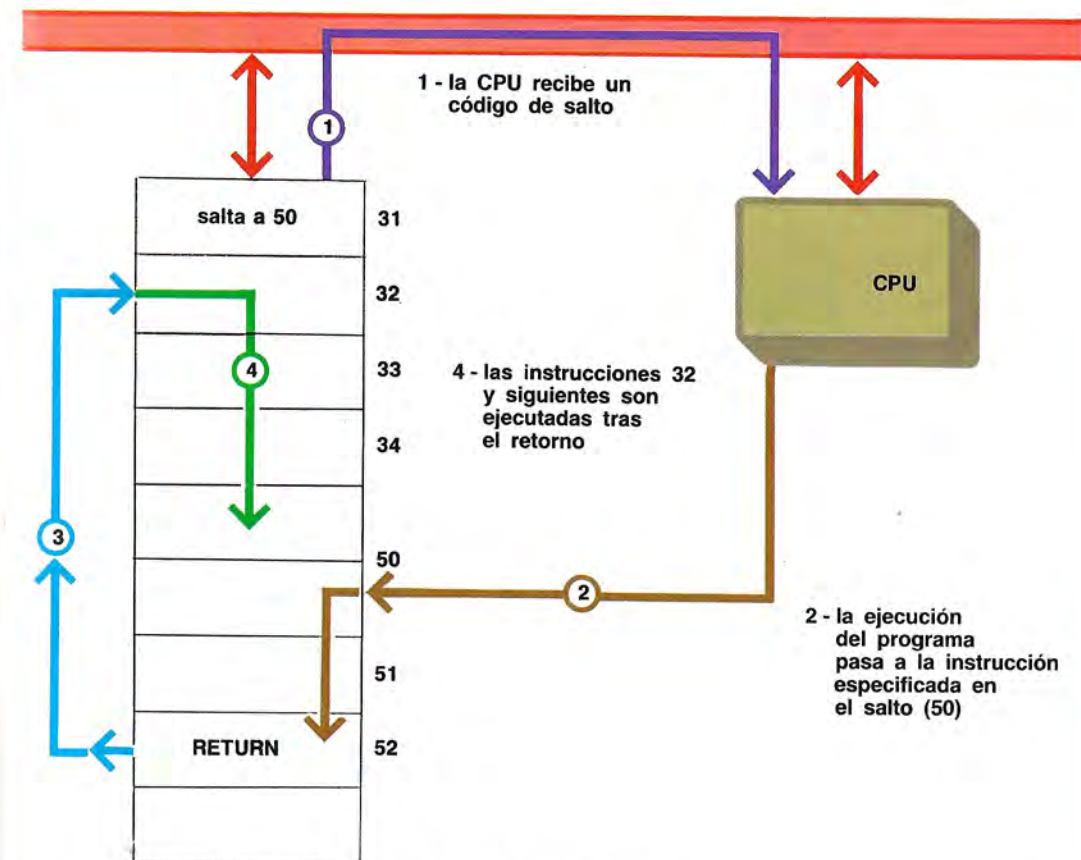 1 - la CPU recibe un
código de salto
1
salta a 50
31
32
CPU
4
33
4 - las instrucciones 32
y siguientes son
ejecutadas tras
el retorno
34
3
50
2
2 - la ejecución
del programa
pasa a la instrucción
especificada en
el salto (50)
51
RETURN
52